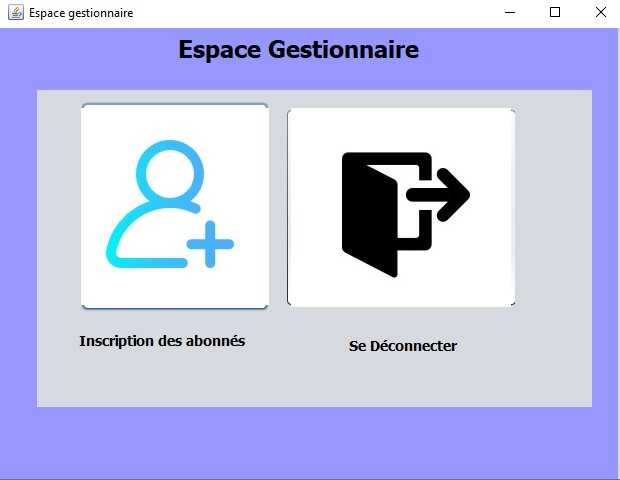 Espace gestionnaire
Espace Gestionnaire
Inscription des abonnés
Se Déconnecter